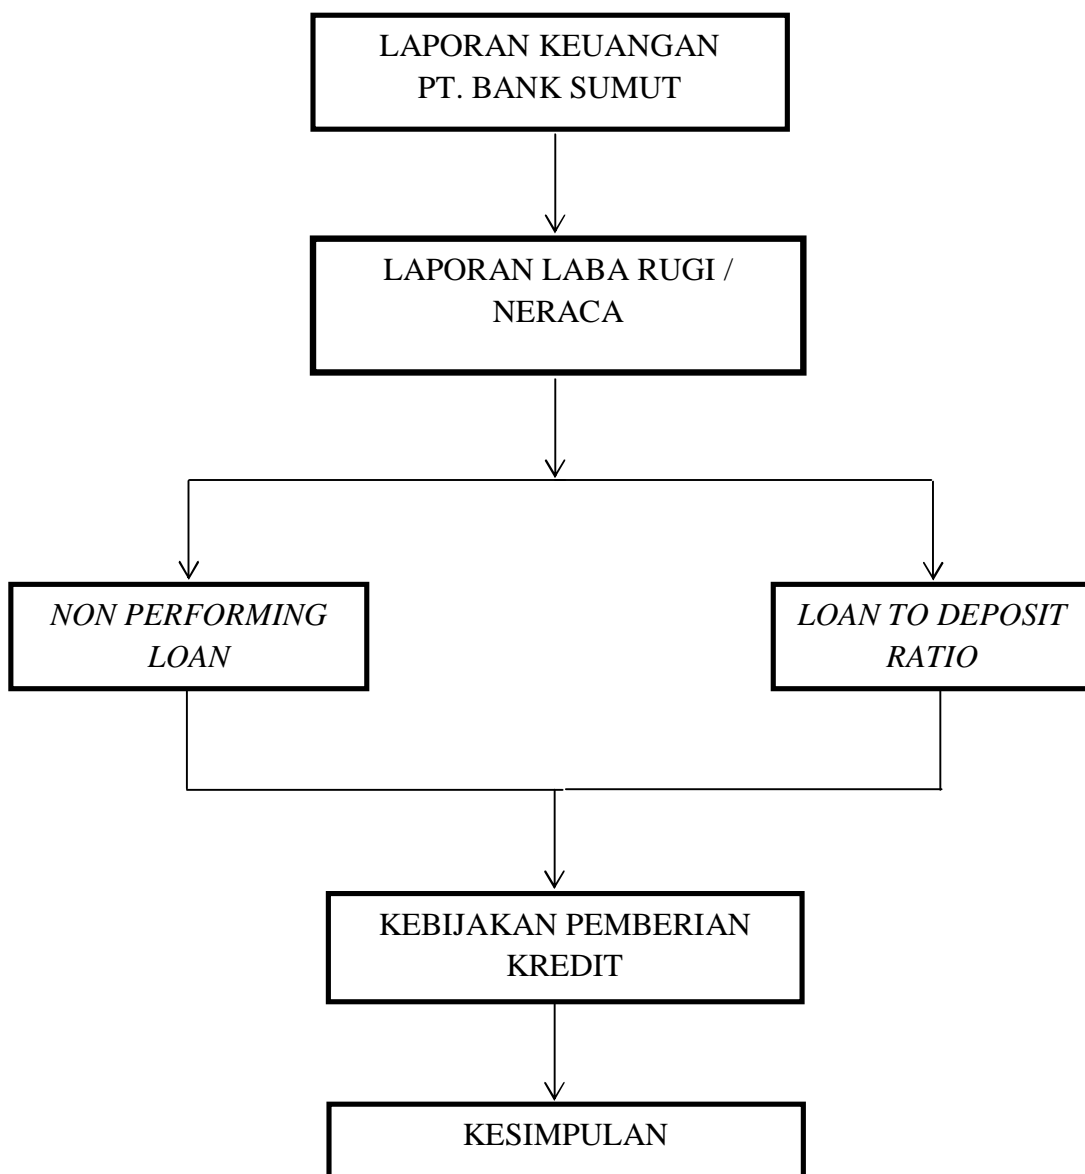 LAPORAN KEUANGAN
PT. BANK SUMUT
LAPORAN LABA RUGI /
NERACA
NON PERFORMING
LOAN
LOAN TO DEPOSIT
RATIO
KEBIJAKAN PEMBERIAN
KREDIT
KESIMPULAN